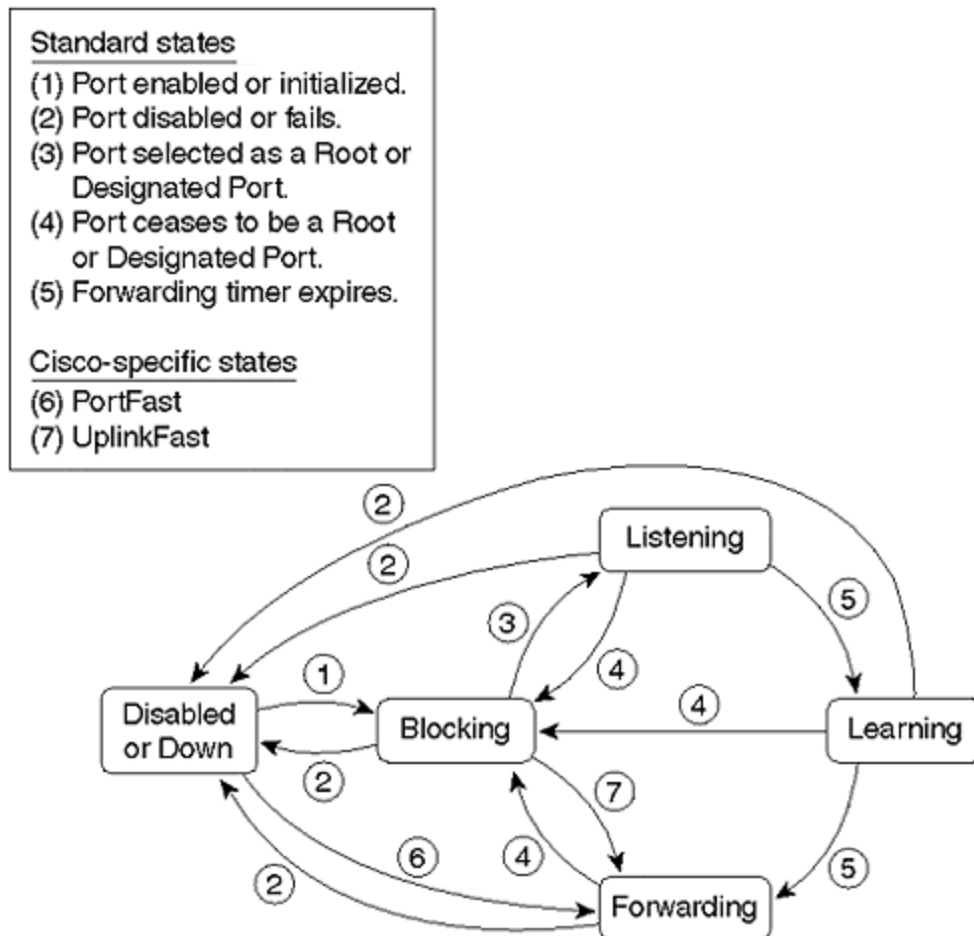 Standard states
(1) Port enabled or initialized.
(2) Port disabled or fails.
(3) Port selected as a Root or
Designated Port.
(4) Port ceases to be a Root
or Designated Port.
(5) Forwarding timer expires.
Cisco-specific states
(6) PortFast
(7) UplinkFast
2
Listening
2
5
3
4
1
4
Disabled
or Down
Blocking
Learning
2
7
4
6
5
2
Forwarding